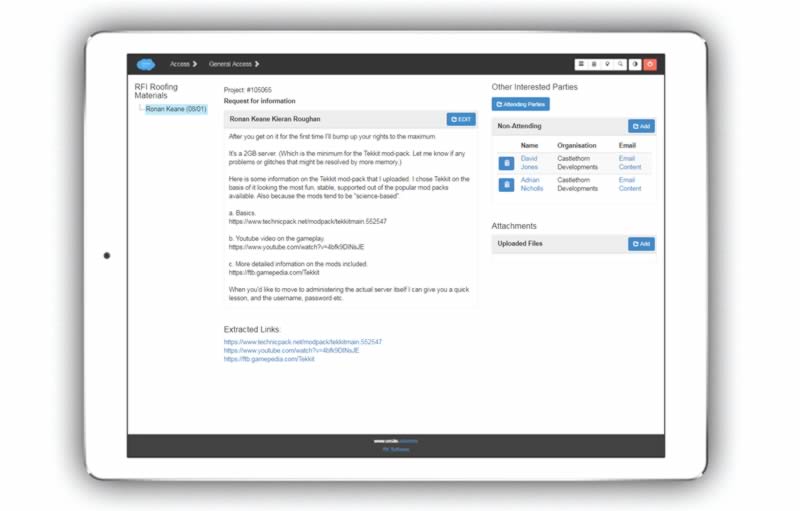 Access
General Access
RFI Roofing
Materials
Ronan Keane (08/01)
Project: #105065
Request for information
Ronan Keane Kieran Roughan
EDIT
After you get on it for the first time I'll bump up your rights to the maximum
It's a 2GB server. (Which is the minimum for the Tekkit mod-pack. Let me know if any
problems or glitches that might be resolved by more memory.)
Here is some information on the Tekkit mod-pack that I uploaded. I chose Tekkit on the
basis of it looking the most fun, stable, supported out of the popular mod packs
available. Also because the mods tend to be "science-based".
a. Basics.
https://www.technicpack.net/modpack/tekkitmain.552547
b. Youtube video on the gameplay.
https://www.youtube.com/watch?v=4bfk9DINsJE
c. More detailed infomation on the mods included.
https://ftb.gamepedia.com/Tekkit
When you'd like to move to administering the actual server itself I can give you a quick
lesson, and the username, password etc.
Extracted Links:
https://www.technicpack.net/modpack/tekkitmain.552547
https://www.youtube.com/watch?v=4bfk9DINsJE
https://ftb.gamepedia.com/Tekkit
Other Interested Parties
Attending Parties
Non-Attending
Add
Name Organisation Email
David Castlethorn Email
Jones Developments Content
Adrian Castlethorn Email
Nicholls Developments Content
Attachments
Uploaded Files
Add